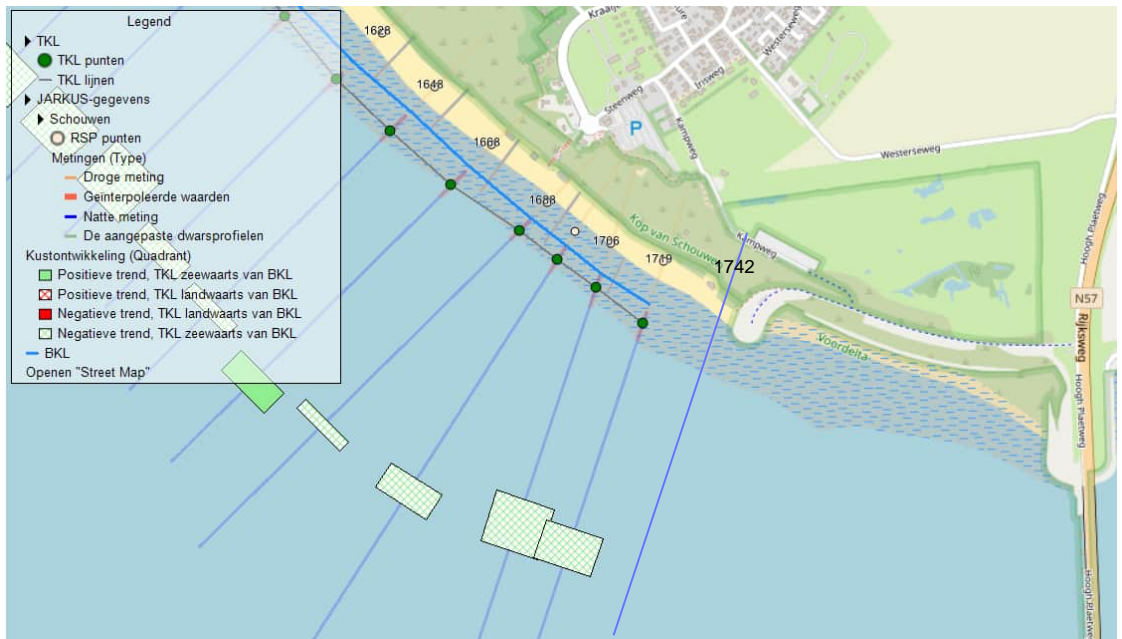 Legend
TKL
TKL punten
TKL lijnen
JARKUS-gegevens
Schouwen
RSP punten
Metingen (Type)
Droge meting
Geïnterpoleerde waarden
Natte meting
De aangepaste dwarsprofielen
Kustontwikkeling (Quadrant)
Positieve trend, TKL zeewaarts van BKL
Positieve trend, TKL landwaarts van BKL
Negatieve trend, TKL landwaarts van BKL
Negatieve trend, TKL zeewaarts van BKL
BKL
Openen "Street Map"
1628
1648
1668
1688
1706
1719
1742
Steenweg
P
Irisweg
Westerseweg
Kampweg
Westerseweg
Kop van Schouwen
Kampweg
Voordelta
Hoogh Plaetweg
N57
Rijksweg
Hoogh Plaetweg
Hoogh Plaetweg